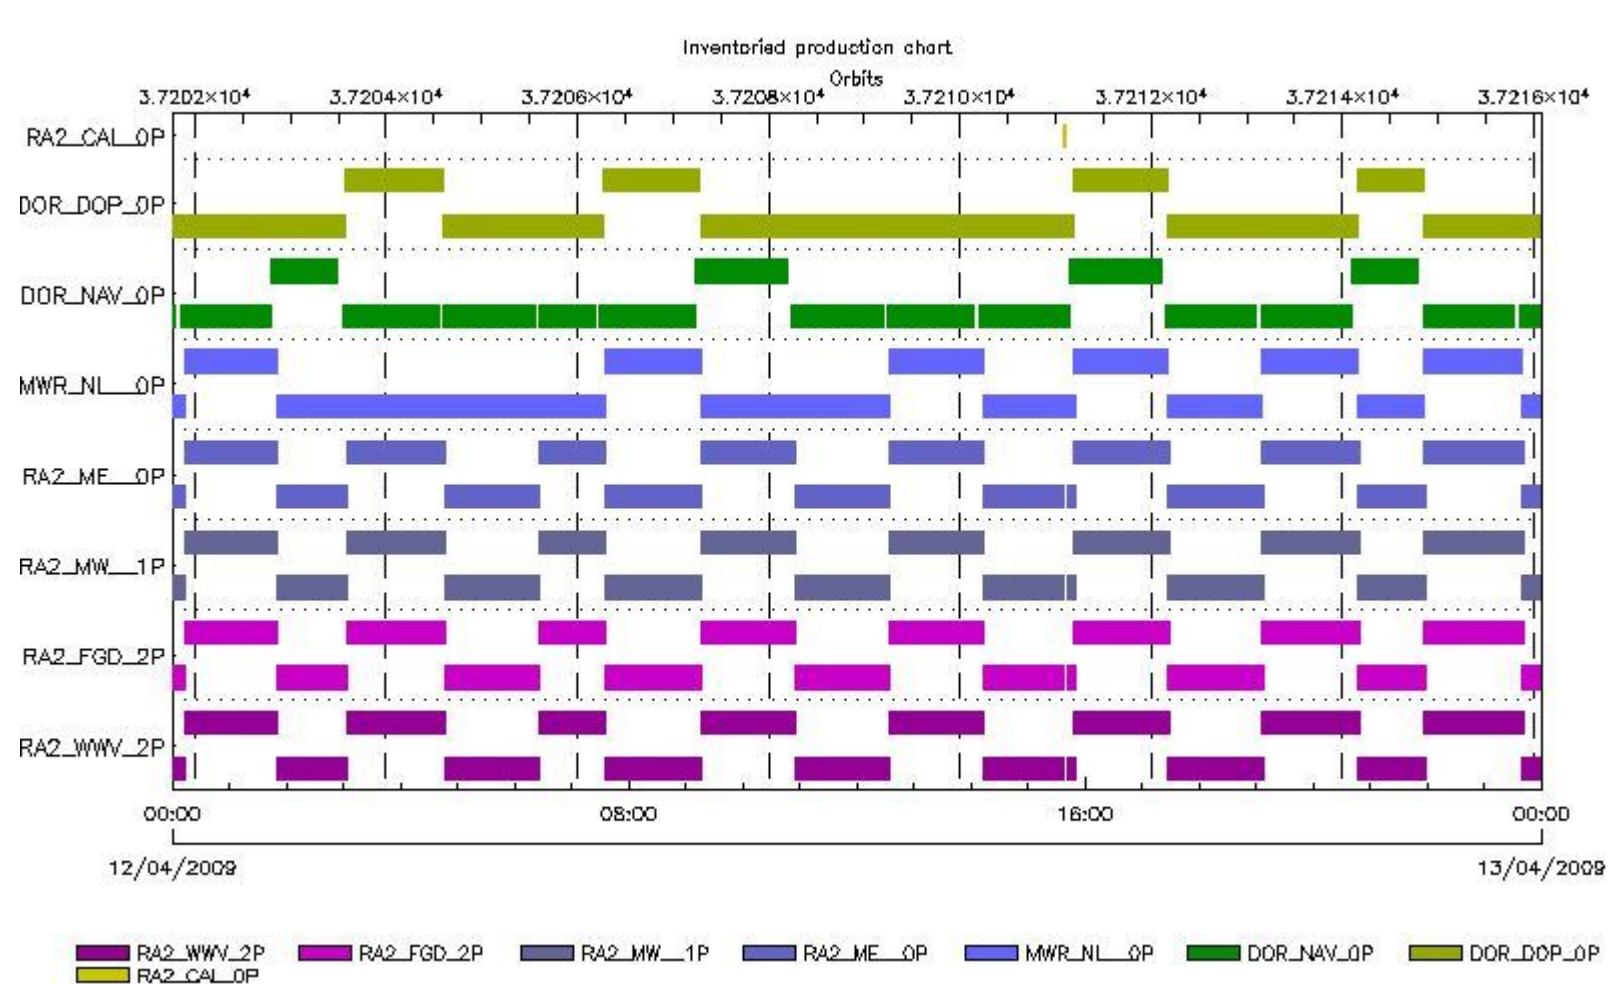 Inventoried production chart
Orbits
3.7202×10⁴ 3.7204×10⁴ 3.7206×10⁴ 3.7208×10⁴ 3.7210×10⁴ 3.7212×10⁴ 3.7214×10⁴ 3.7216×10⁴
RA2_CAL_0P
DOR_DOP_0P
DOR_NAV_0P
MWR_NL__0P
RA2_ME__0P
RA2_MW__1P
RA2_FGD_2P
RA2_WWV_2P
00:00 08:00 16:00 00:00
12/04/2009 13/04/2009
RA2_WWV_2P RA2_FGD_2P RA2_MW__1P RA2_ME__0P MWR_NL__0P DOR_NAV_0P DOR_DOP_0P
RA2_CAL_0P